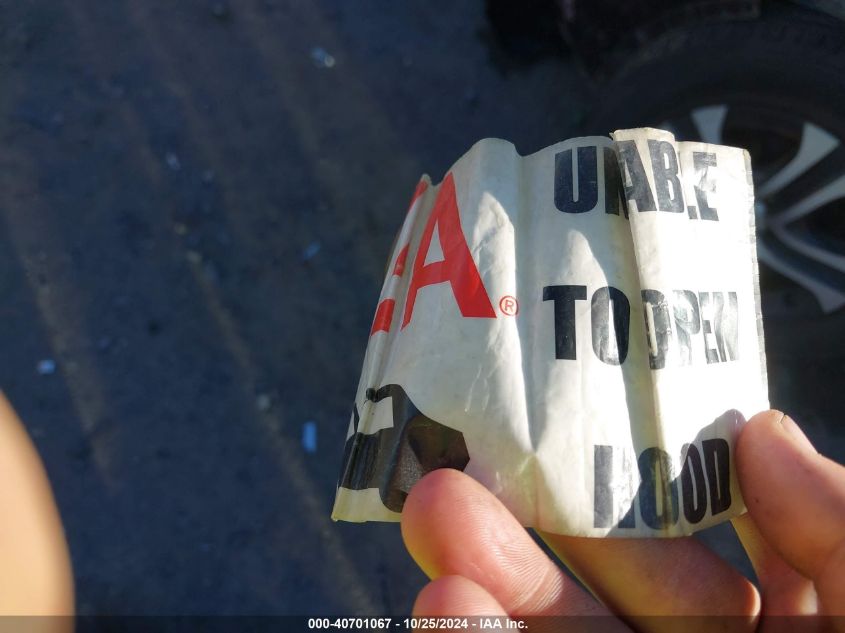 A®
UNABLE
TO OPEN
HOOD
000-40701067 - 10/25/2024 - IAA Inc.